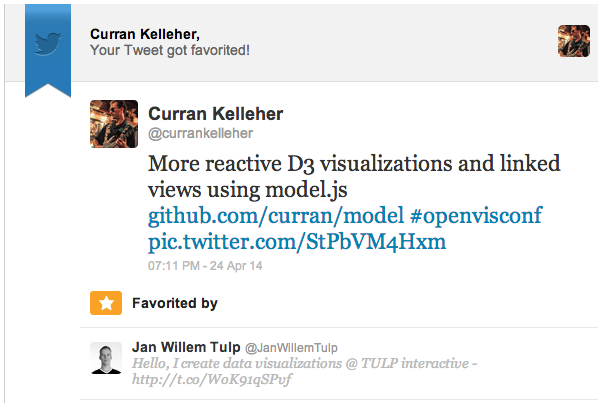 Curran Kelleher,
Your Tweet got favorited!
Curran Kelleher
@currankelleher
More reactive D3 visualizations and linked
views using model.js
github.com/curran/model #openvisconf
pic.twitter.com/StPbVM4Hxm
07:11 PM - 24 Apr 14
Favorited by
Jan Willem Tulp @JanWillemTulp
Hello, I create data visualizations @ TULP interactive -
http://t.co/WoK91qSPvf